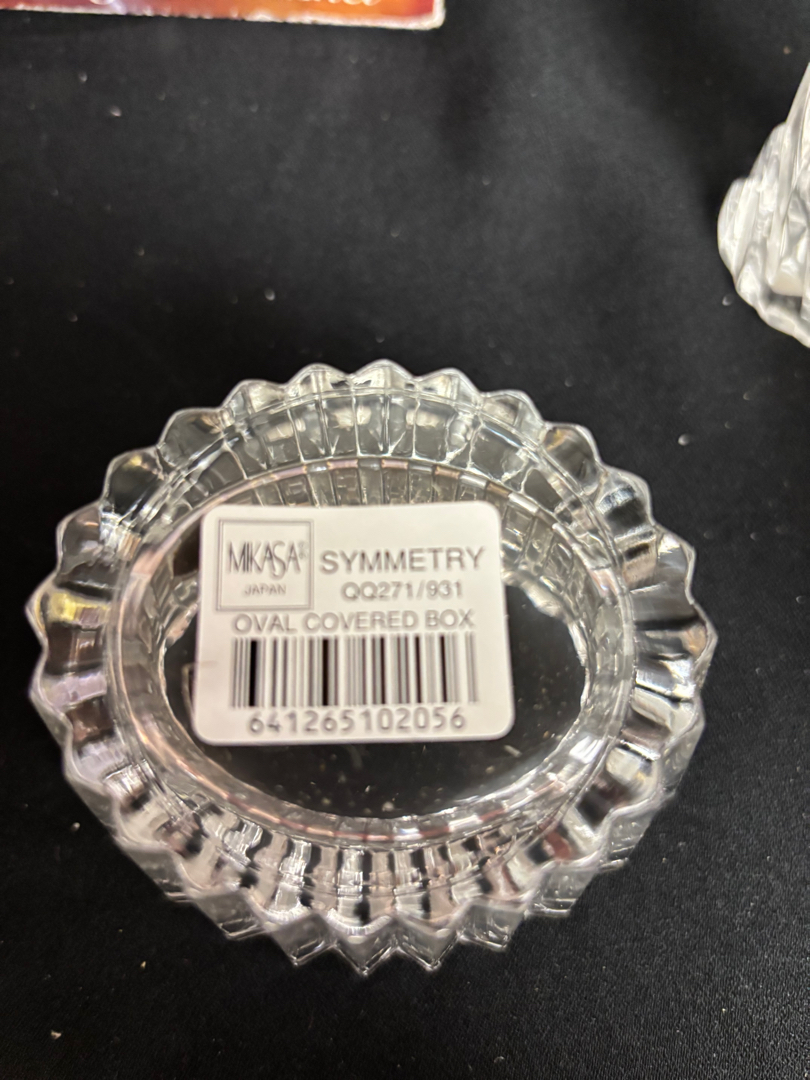 MIKASA®
JAPAN
SYMMETRY
QQ271/931
OVAL COVERED BOX
641265102056